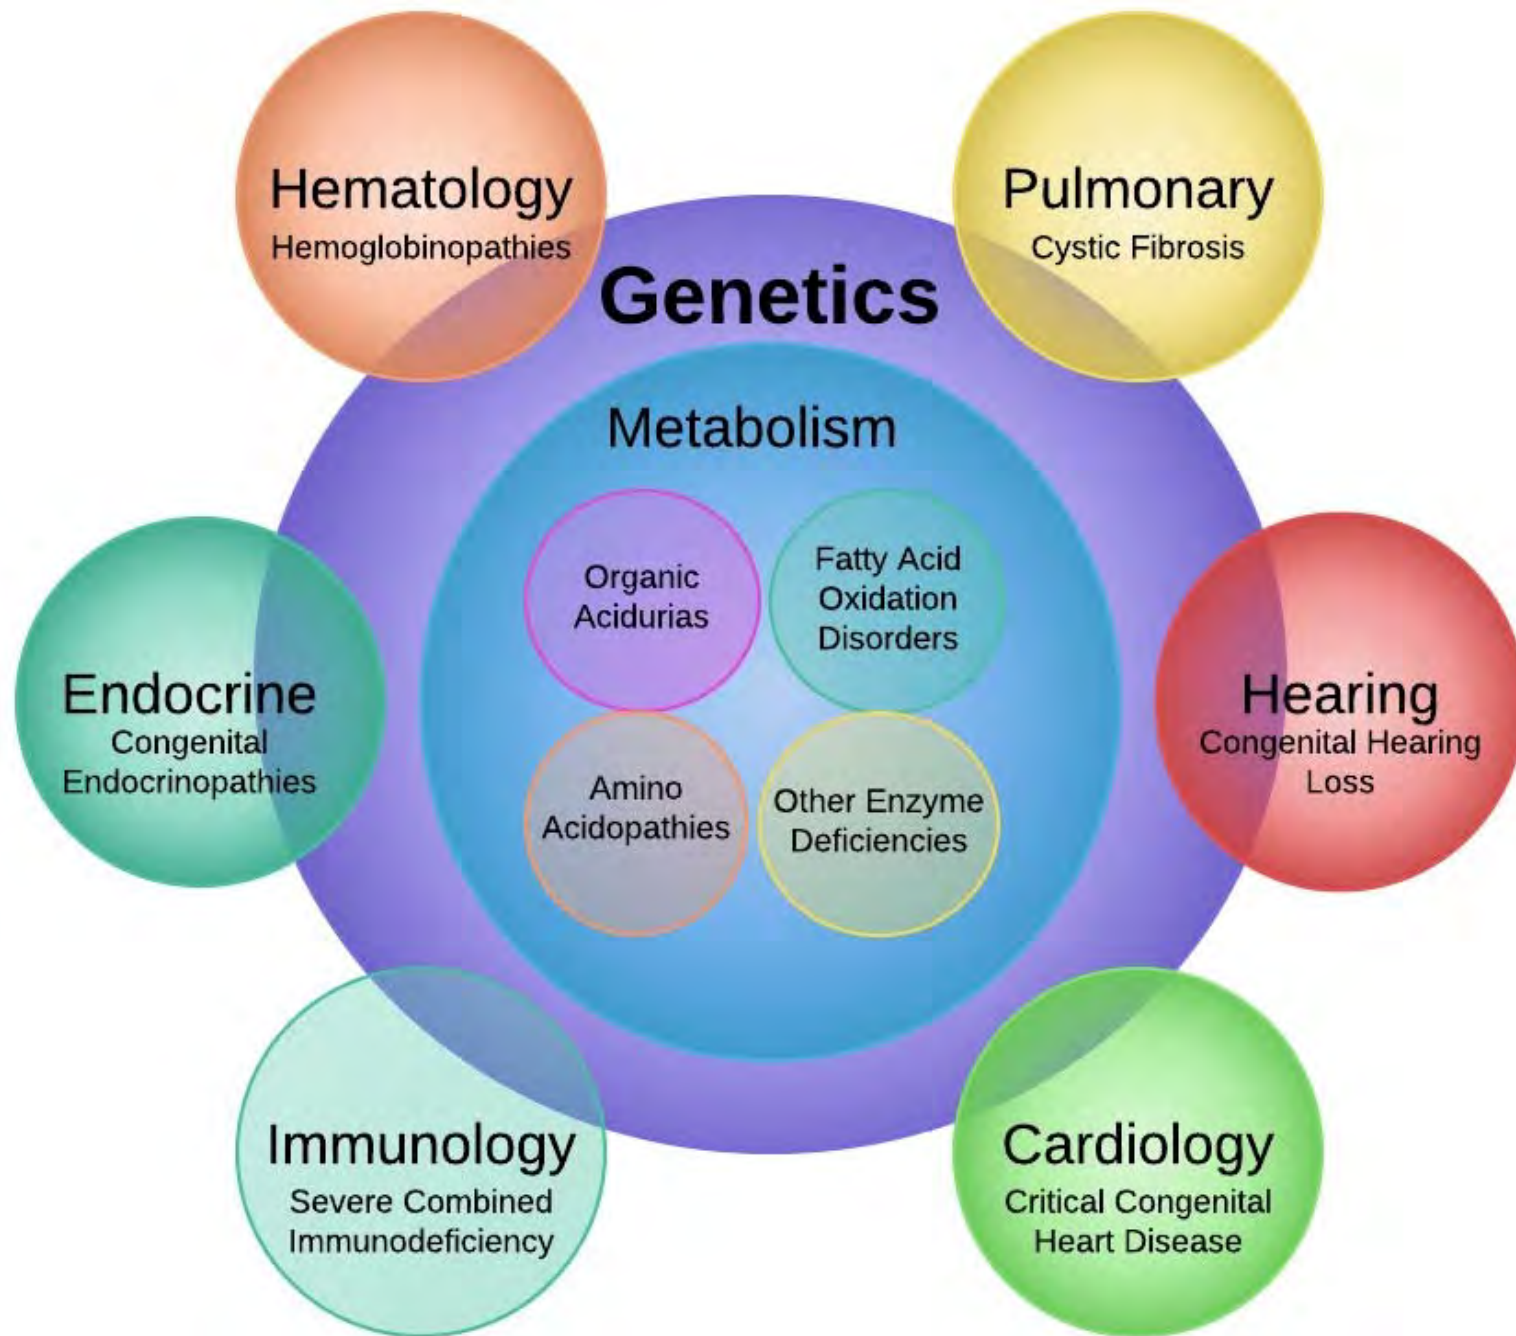 Hematology
Hemoglobinopathies
Pulmonary
Cystic Fibrosis
Genetics
Metabolism
Organic
Acidurias
Fatty Acid
Oxidation
Disorders
Amino
Acidopathies
Other Enzyme
Deficiencies
Endocrine
Congenital
Endocrinopathies
Hearing
Congenital Hearing
Loss
Immunology
Severe Combined
Immunodeficiency
Cardiology
Critical Congenital
Heart Disease